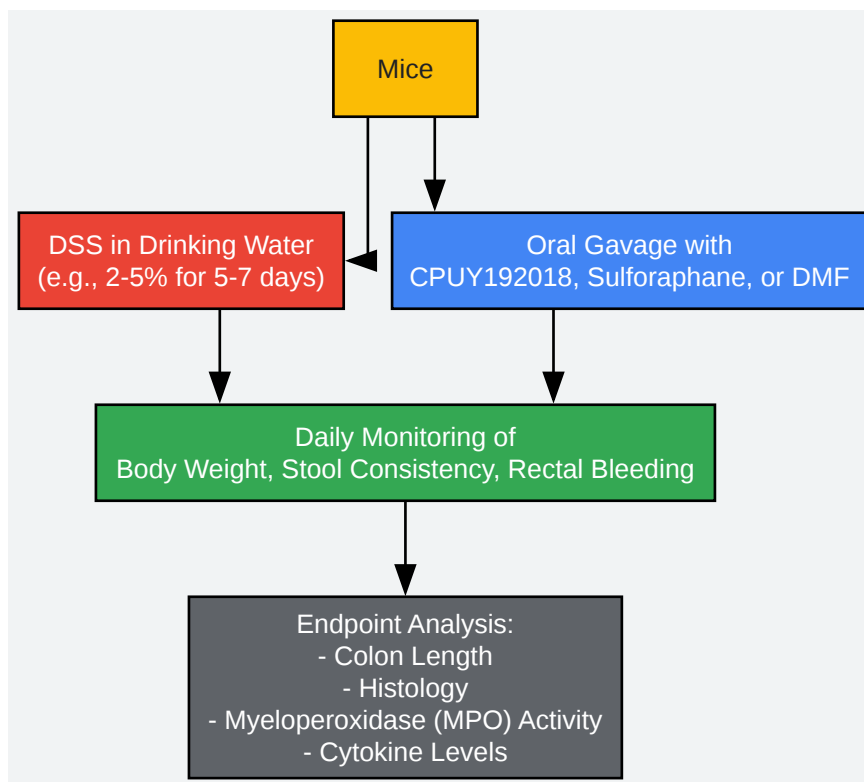 Mice
DSS in Drinking Water
(e.g., 2-5% for 5-7 days)
Oral Gavage with
CPUY192018, Sulforaphane, or DMF
Daily Monitoring of
Body Weight, Stool Consistency, Rectal Bleeding
Endpoint Analysis:
- Colon Length
- Histology
- Myeloperoxidase (MPO) Activity
- Cytokine Levels